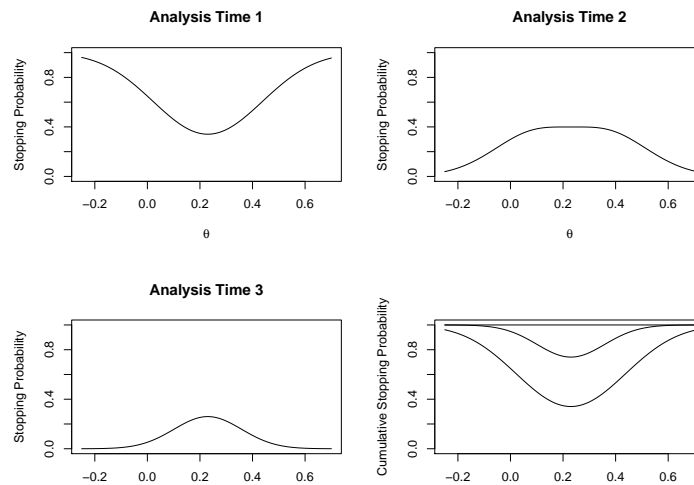 Analysis Time 1
Stopping Probability
0.0 0.4 0.8
−0.2 0.0 0.2 0.4 0.6
θ
Analysis Time 2
Stopping Probability
0.0 0.4 0.8
−0.2 0.0 0.2 0.4 0.6
θ
Analysis Time 3
Stopping Probability
0.0 0.4 0.8
−0.2 0.0 0.2 0.4 0.6
Cumulative Stopping Probability
0.0 0.4 0.8
−0.2 0.0 0.2 0.4 0.6